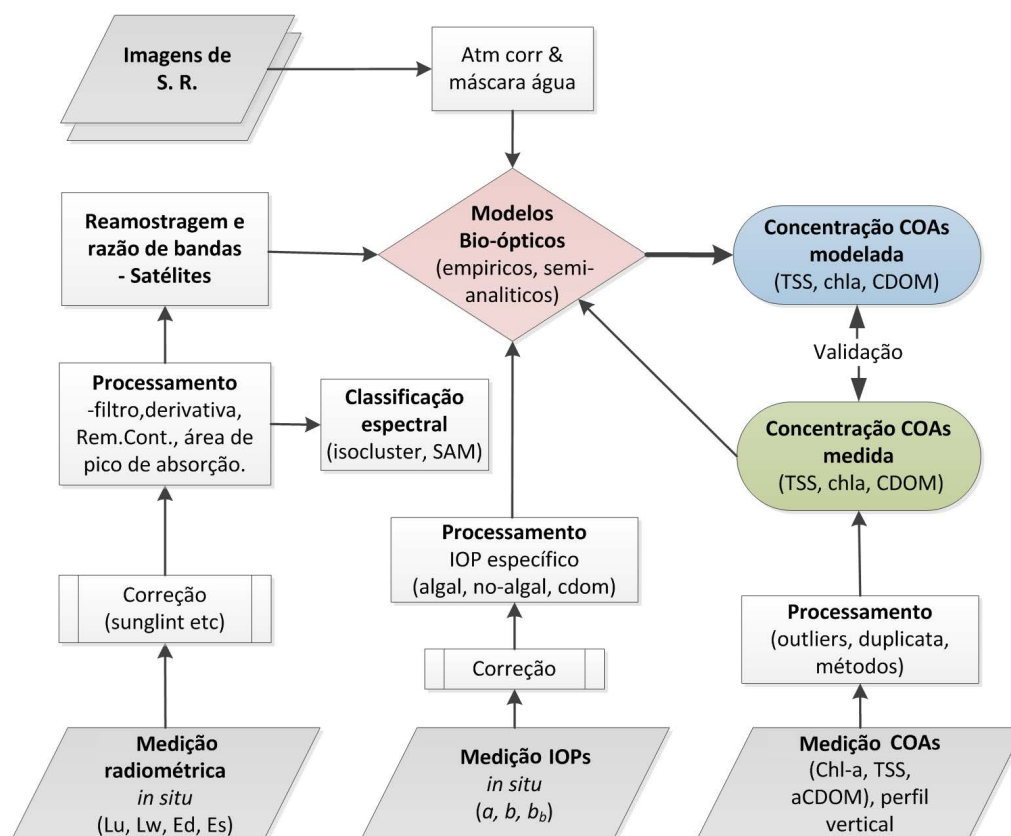 Imagens de
S. R.
Atm corr &
máscara água
Reamostragem e
razão de bandas
- Satélites
Modelos
Bio-ópticos
(empiricos, semi-
analiticos)
Concentração COAs
modelada
(TSS, chla, CDOM)
Validação
Processamento
-filtro,derivativa,
Rem.Cont., área de
pico de absorção.
Classificação
espectral
(isocluster, SAM)
Concentração COAs
medida
(TSS, chla, CDOM)
Processamento
IOP específico
(algal, no-algal, cdom)
Correção
(sunglint etc)
Correção
Processamento
(outliers, duplicata,
métodos)
Medição
radiométrica
in situ
(Lu, Lw, Ed, Es)
Medição IOPs
in situ
(a, b, bb)
Medição COAs
(Chl-a, TSS,
aCDOM), perfil
vertical